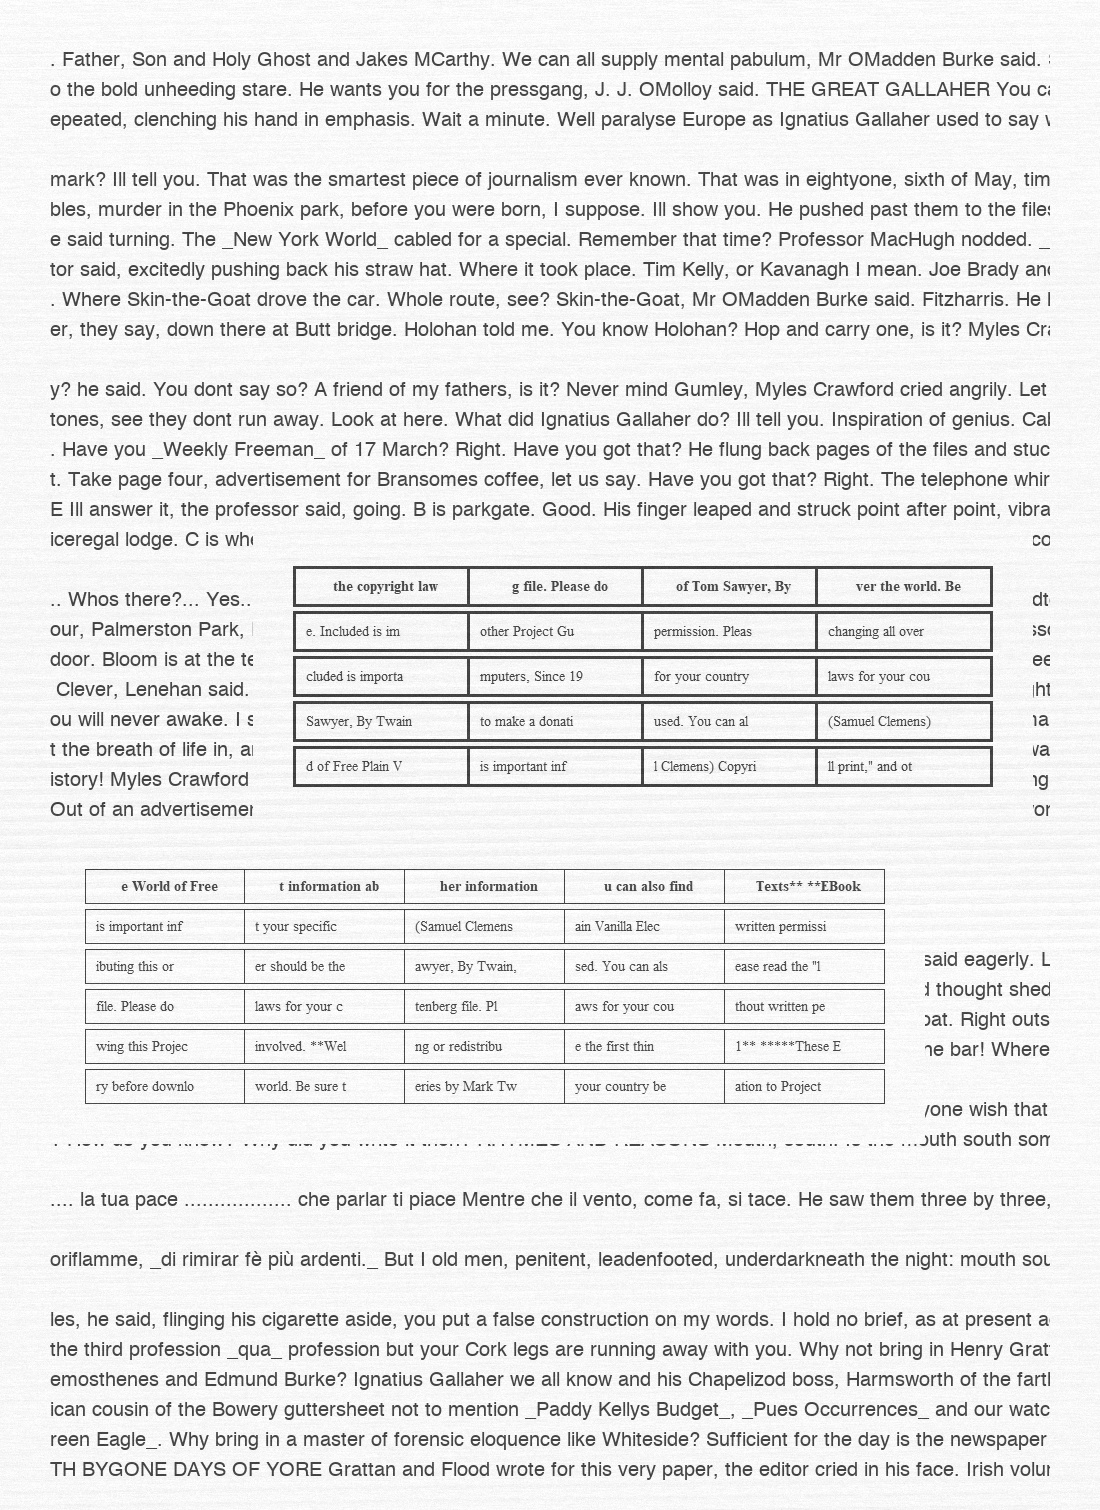 . Father, Son and Holy Ghost and Jakes MCarthy. We can all supply mental pabulum, Mr OMadden Burke said.
o the bold unheeding stare. He wants you for the pressgang, J. J. OMolloy said. THE GREAT GALLAHER You
epeated, clenching his hand in emphasis. Wait a minute. Well paralyse Europe as Ignatius Gallaher used to say
mark? Ill tell you. That was the smartest piece of journalism ever known. That was in eightyone, sixth of May, tim
bles, murder in the Phoenix park, before you were born, I suppose. Ill show you. He pushed past them to the files
e said turning. The _New York World_ cabled for a special. Remember that time? Professor MacHugh nodded. _
tor said, excitedly pushing back his straw hat. Where it took place. Tim Kelly, or Kavanagh I mean. Joe Brady and
. Where Skin-the-Goat drove the car. Whole route, see? Skin-the-Goat, Mr OMadden Burke said. Fitzharris. He
er, they say, down there at Butt bridge. Holohan told me. You know Holohan? Hop and carry one, is it? Myles Cra
y? he said. You dont say so? A friend of my fathers, is it? Never mind Gumley, Myles Crawford cried angrily. Let
tones, see they dont run away. Look at here. What did Ignatius Gallaher do? Ill tell you. Inspiration of genius. Cal
. Have you _Weekly Freeman_ of 17 March? Right. Have you got that? He flung back pages of the files and stuc
t. Take page four, advertisement for Bransomes coffee, let us say. Have you got that? Right. The telephone whir
E Ill answer it, the professor said, going. B is parkgate. Good. His finger leaped and struck point after point, vibra
iceregal lodge. C is whe co
the copyright law g file. Please do of Tom Sawyer, By ver the world. Be
.. Whos there?... Yes..
e. Included is im other Project Gu permission. Pleas changing all over
our, Palmerston Park,
door. Bloom is at the te ee
cluded is importa mputers, Since 19 for your country laws for your cou
Clever, Lenehan said. ht
Sawyer, By Twain to make a donati used. You can al (Samuel Clemens)
ou will never awake. I s
t the breath of life in, a
d of Free Plain V is important inf l Clemens) Copyri ll print," and ot
istory! Myles Crawford ng
Out of an advertisemen
e World of Free t information ab her information u can also find Texts** **EBook
is important inf t your specific (Samuel Clemens ain Vanilla Elec written permissi
ibuting this or er should be the awyer, By Twain, sed. You can als ease read the "l
said eagerly. L
file. Please do laws for your c tenberg file. Pl aws for your cou thout written pe
d thought shed
oat. Right outs
wing this Projec involved. **Wel ng or redistribu e the first thin 1** *****These E
he bar! Where
ry before downlo world. Be sure t eries by Mark Tw your country be ation to Project
yone wish that
outh south som
.... la tua pace .................. che parlar ti piace Mentre che il vento, come fa, si tace. He saw them three by three,
oriflamme, _di rimirar fè più ardenti._ But I old men, penitent, leadenfooted, underdarkneath the night: mouth sou
les, he said, flinging his cigarette aside, you put a false construction on my words. I hold no brief, as at present a
the third profession _qua_ profession but your Cork legs are running away with you. Why not bring in Henry Grat
emosthenes and Edmund Burke? Ignatius Gallaher we all know and his Chapelizod boss, Harmsworth of the
ican cousin of the Bowery guttersheet not to mention _Paddy Kellys Budget_, _Pues Occurrences_ and our watc
reen Eagle_. Why bring in a master of forensic eloquence like Whiteside? Sufficient for the day is the newspaper
TH BYGONE DAYS OF YORE Grattan and Flood wrote for this very paper, the editor cried in his face. Irish volun